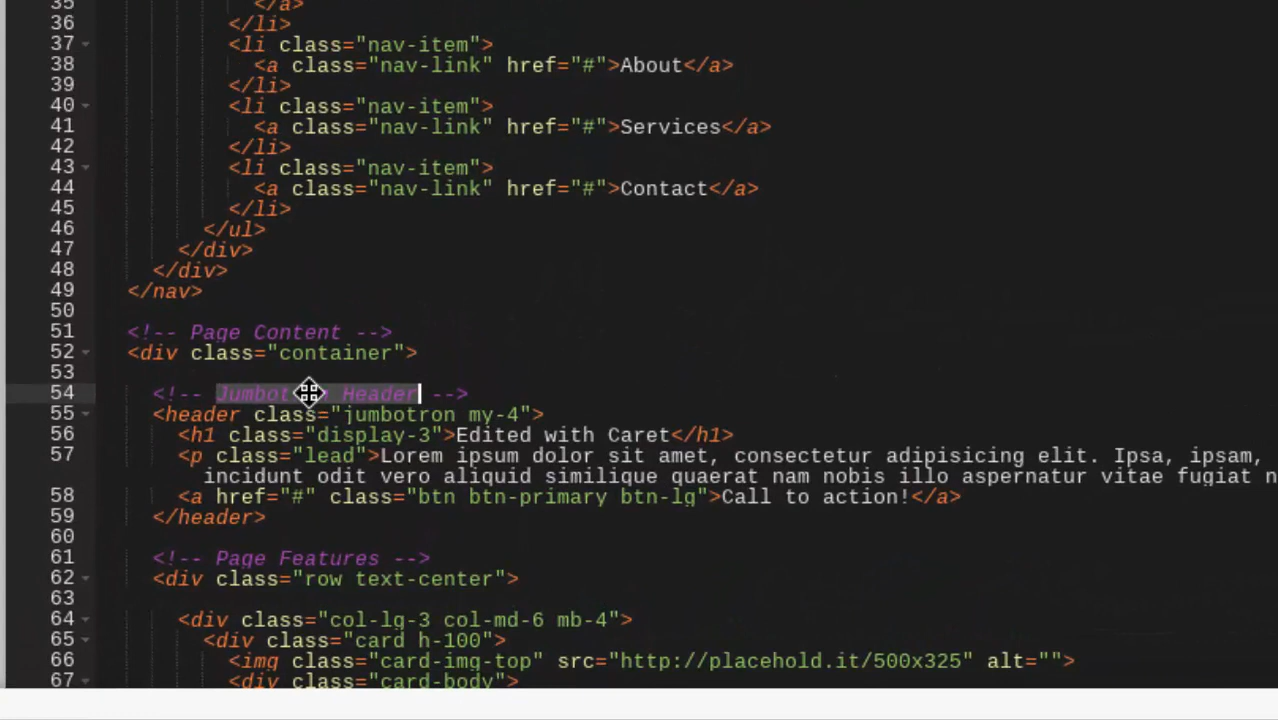 35 </a>
36 </li>
37 <li class="nav-item">
38 <a class="nav-link" href="#">About</a>
39 </li>
40 <li class="nav-item">
41 <a class="nav-link" href="#">Services</a>
42 </li>
43 <li class="nav-item">
44 <a class="nav-link" href="#">Contact</a>
45 </li>
46 </ul>
47 </div>
48 </div>
49 </nav>
50
51 <!-- Page Content -->
52 <div class="container">
53
54 <!-- Jumbotron Header -->
55 <header class="jumbotron my-4">
56 <h1 class="display-3">Edited with Caret</h1>
57 <p class="lead">Lorem ipsum dolor sit amet, consectetur adipisicing elit. Ipsa, ipsam,
incidunt odit vero aliquid similique quaerat nam nobis illo aspernatur vitae fugiat n
58 <a href="#" class="btn btn-primary btn-lg">Call to action!</a>
59 </header>
60
61 <!-- Page Features -->
62 <div class="row text-center">
63
64 <div class="col-lg-3 col-md-6 mb-4">
65 <div class="card h-100">
66 <img class="card-img-top" src="http://placehold.it/500x325" alt="">
67 <div class="card-body">